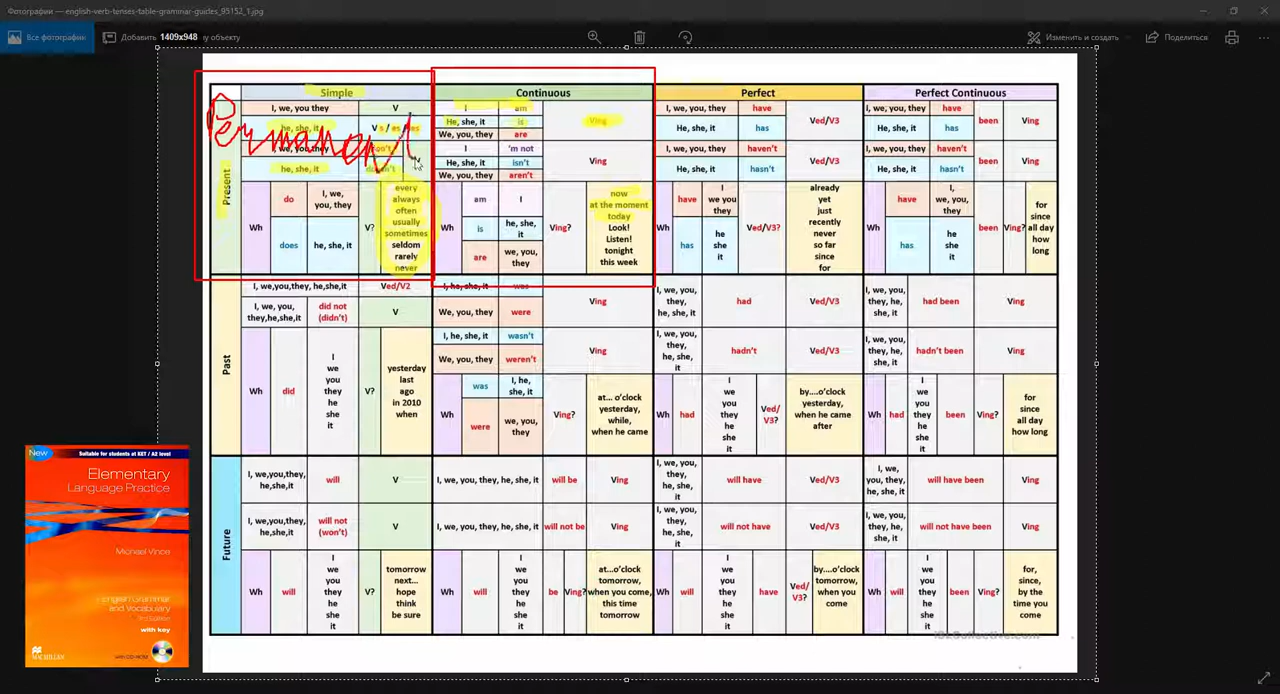 Фотографии — english-verb-tenses-table-grammar-guides_95152_1.jpg
Все фотографии
Добавить
1409x948
у объекту
Изменить и создать
Поделиться
Simple
Continuous
Perfect
Perfect Continuous
Present
I, we, you they V
he, she, it V s / es
he, she, it
Wh do I, we, you, they
does he, she, it
V?
every
always
often
usually
sometimes
seldom
rarely
never
Permanent
I am
He, she, it is
We, you, they are
Ving
I 'm not
He, she, it isn't
We, you, they aren't
Ving
Wh am I
is he, she, it
are we, you, they
Ving?
now
at the moment
today
Look!
Listen!
tonight
this week
I, we, you, they have
He, she, it has
Ved/V3
I, we, you, they haven't
He, she, it hasn't
Ved/V3
Wh have I we you they
has he she it
Ved/V3?
already
yet
just
recently
never
so far
since
for
I, we, you, they have
He, she, it has
been Ving
I, we, you, they haven't
He, she, it hasn't
been Ving
Wh have I, we, you, they
has he she it
been Ving?
for
since
all day
how
long
Past
I, we,you,they, he,she,it Ved/V2
I, we, you, they,he,she,it did not (didn't) V
Wh did I we you they he she it V?
yesterday
last
ago
in 2010
when
I, he, she, it was
We, you, they were
Ving
I, he, she, it wasn't
We, you, they weren't
Ving
Wh was I, he, she, it
were we, you, they
Ving?
at... o'clock
yesterday,
while,
when he came
I, we, you, they, he, she, it had Ved/V3
I, we, you, they, he, she, it hadn't Ved/V3
Wh had I we you they he she it Ved/V3?
by....o'clock
yesterday,
when he came
after
I, we, you, they, he, she, it had been Ving
I, we, you, they, he, she, it hadn't been Ving
Wh had I we you they he she it been Ving?
for
since
all day
how long
Future
I, we,you,they, he,she,it will V
I, we,you,they, he,she,it will not (won't) V
Wh will I we you they he she it V?
tomorrow
next...
hope
think
be sure
I, we, you, they, he, she, it will be Ving
I, we, you, they, he, she, it will not be Ving
Wh will I we you they he she it be Ving?
at...o'clock
tomorrow,
when you come,
this time
tomorrow
I, we, you, they, he, she, it will have Ved/V3
I, we, you, they, he, she, it will not have Ved/V3
Wh will I we you they he she it have Ved/V3?
by....o'clock
tomorrow,
when you
come
I, we, you, they, he, she, it will have been Ving
I, we, you, they, he, she, it will not have been Ving
Wh will I we you they he she it been Ving?
for,
since,
by the
time you
come
New
Suitable for students at KET / A2 level
Elementary
Language Practice
Michael Vince
English Grammar
and Vocabulary
3rd Edition
with key
MACMILLAN
with CD-ROM